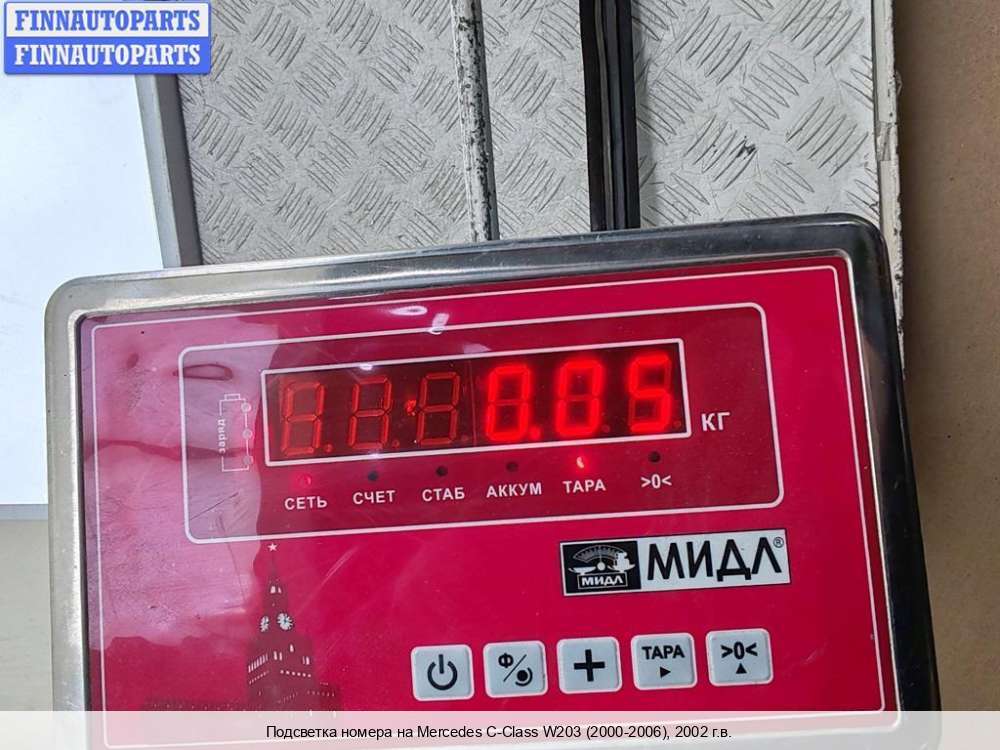 FINNAUTOPARTS
FINNAUTOPARTS
0.05
КГ
заряд
СЕТЬ СЧЕТ СТАБ АККУМ ТАРА >0<
МИДЛ МИДЛ®
Ф/ + ТАРА >0<
Подсветка номера на Mercedes C-Class W203 (2000-2006), 2002 г.в.